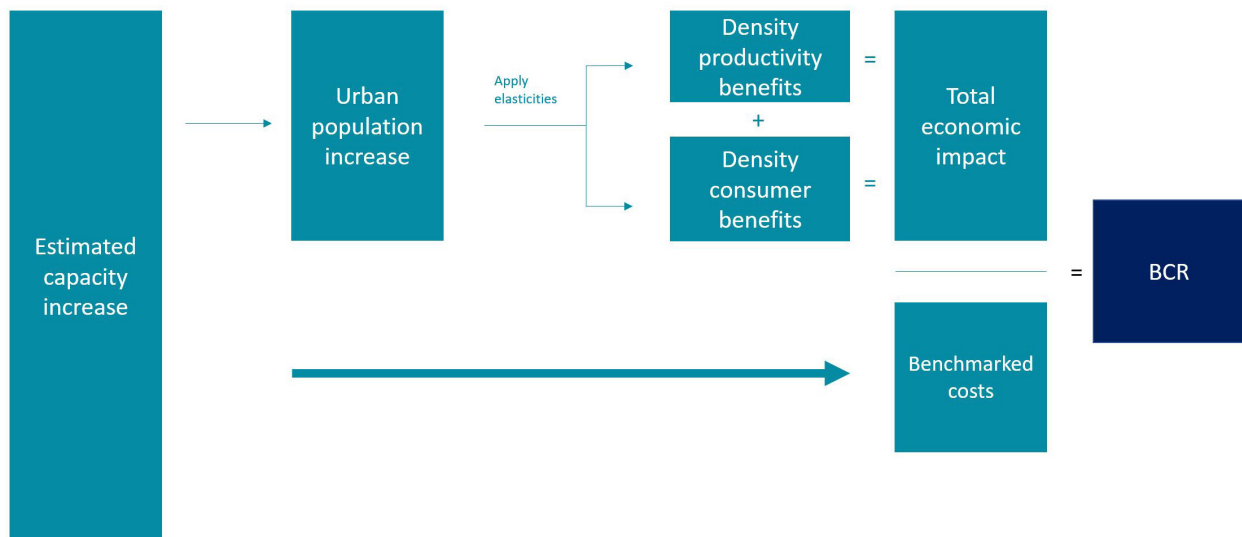 Estimated
capacity
increase
Urban
population
increase
Apply
elasticities
Density
productivity
benefits
+
Density
consumer
benefits
=
=
Total
economic
impact
Benchmarked
costs
=
BCR